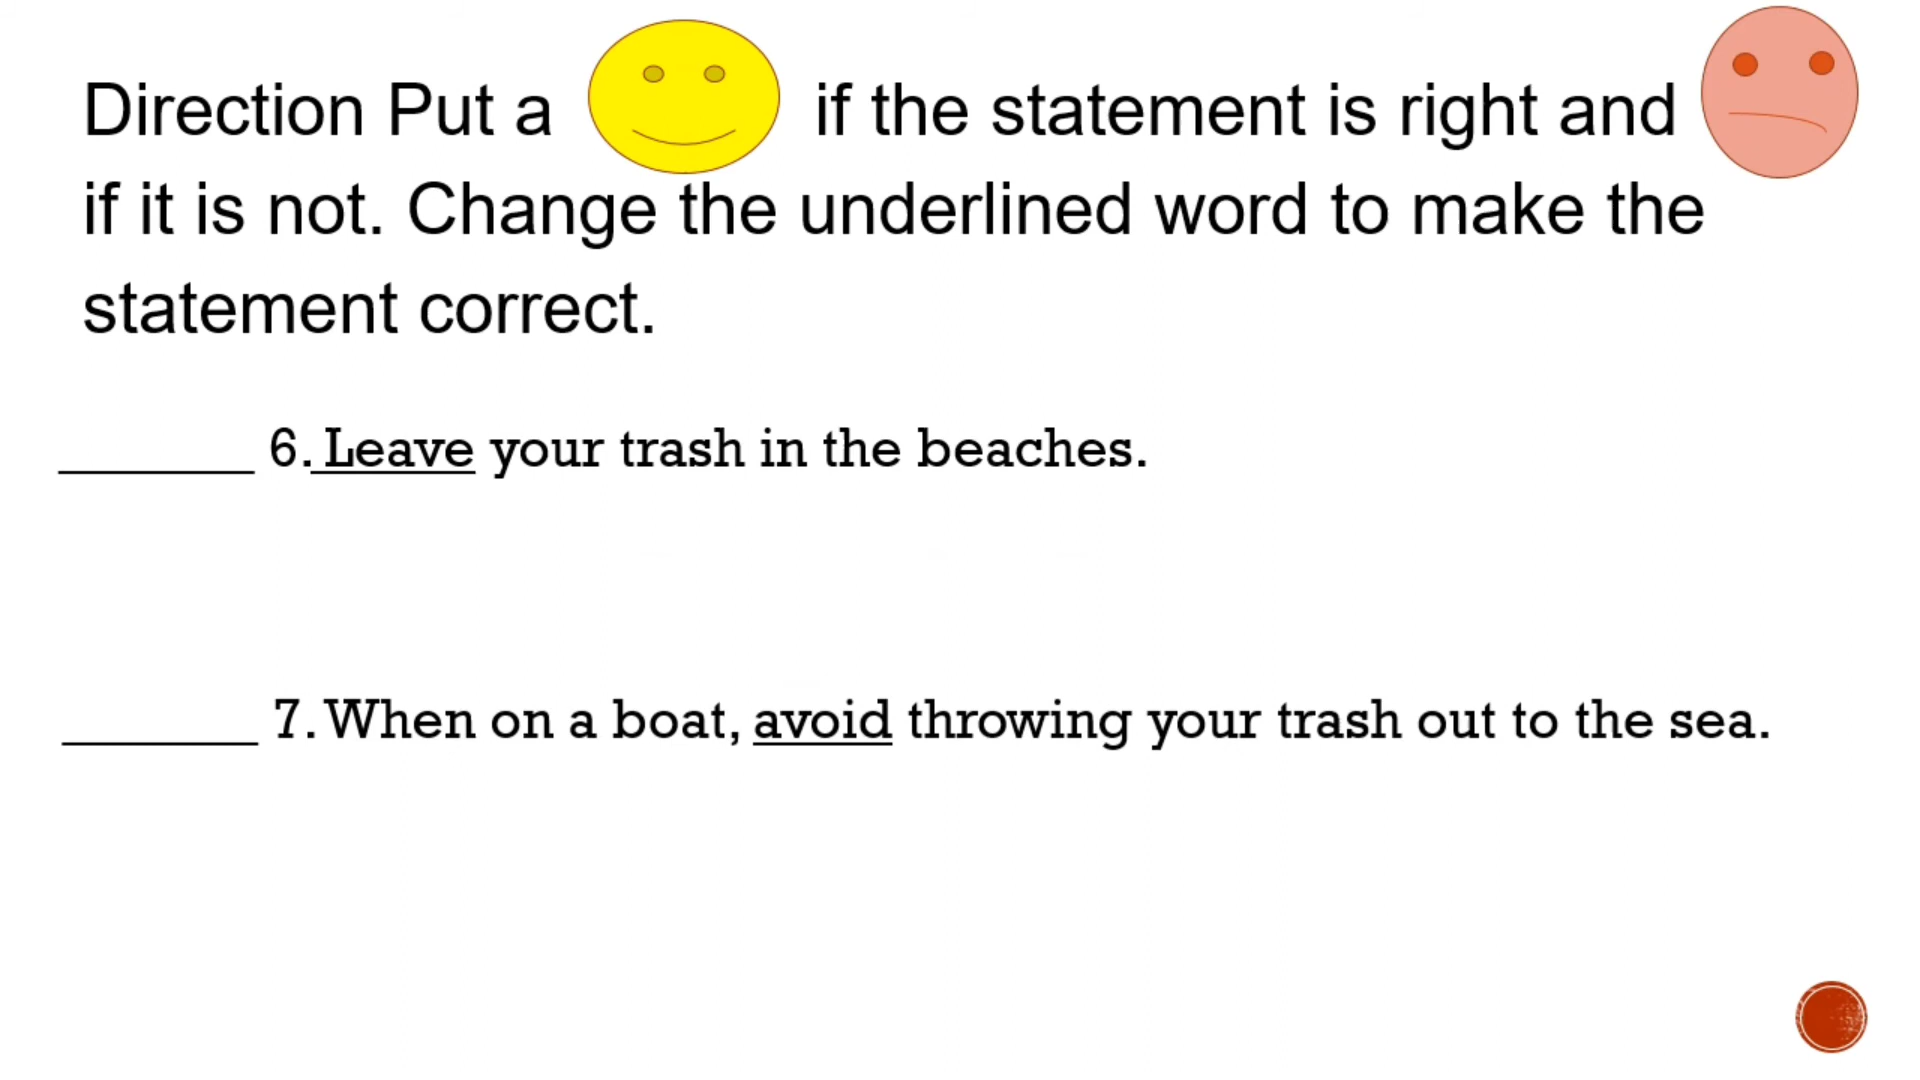 Direction Put a if the statement is right and
if it is not. Change the underlined word to make the
statement correct.
_______ 6. Leave your trash in the beaches.
_______ 7. When on a boat, avoid throwing your trash out to the sea.